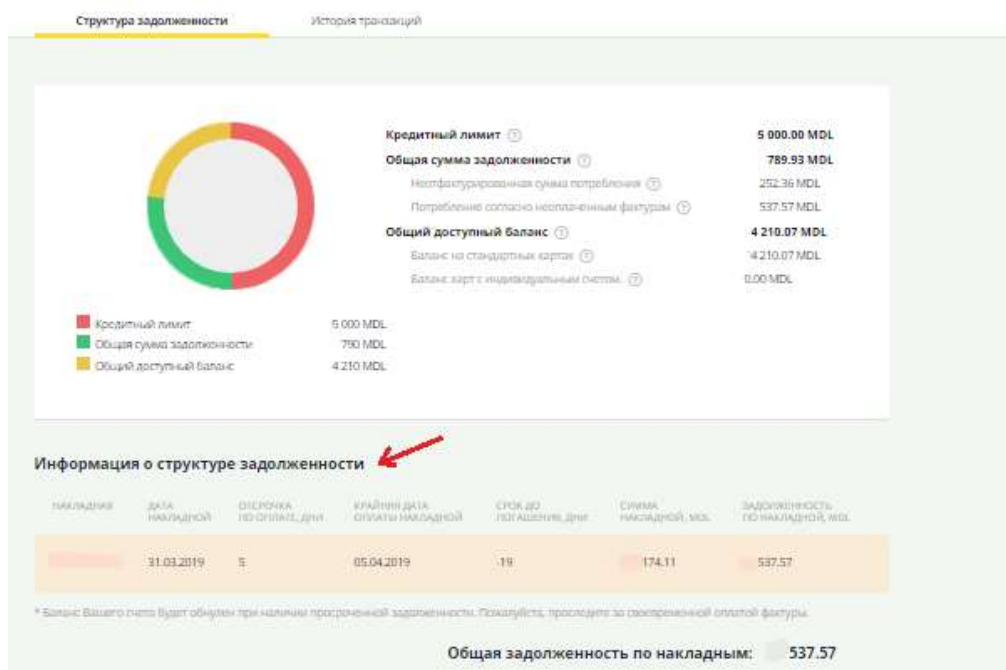 Структура задолженности История транзакций
Кредитный лимит 5 000.00 MDL
Общая сумма задолженности 789.93 MDL
Неотфактурированная сумма потребления 252.36 MDL
Потребление согласно неоплаченным фактурам 537.57 MDL
Общий доступный баланс 4 210.07 MDL
Баланс на стандартных картах 4 210.07 MDL
Баланс карт с индивидуальным счетом. 0.00 MDL
Кредитный лимит 5 000 MDL
Общая сумма задолженности 790 MDL
Общий доступный баланс 4 210 MDL
Информация о структуре задолженности
НАКЛАДНАЯ ДАТА ОТСРОЧКА КРАЙНЯЯ ДАТА СРОК ДО СУММА ЗАДОЛЖЕННОСТЬ
НАКЛАДНОЙ ПО ОПЛАТЕ, ДНИ ОПЛАТЫ НАКЛАДНОЙ ПОГАШЕНИЯ, ДНИ НАКЛАДНОЙ, MDL ПО НАКЛАДНОЙ, MDL
31.03.2019 5 05.04.2019 -19 174.11 537.57
* Баланс Вашего счета будет обнулен при наличии просроченной задолженности. Пожалуйста, проследите за своевременной оплатой фактуры.
Общая задолженность по накладным: 537.57